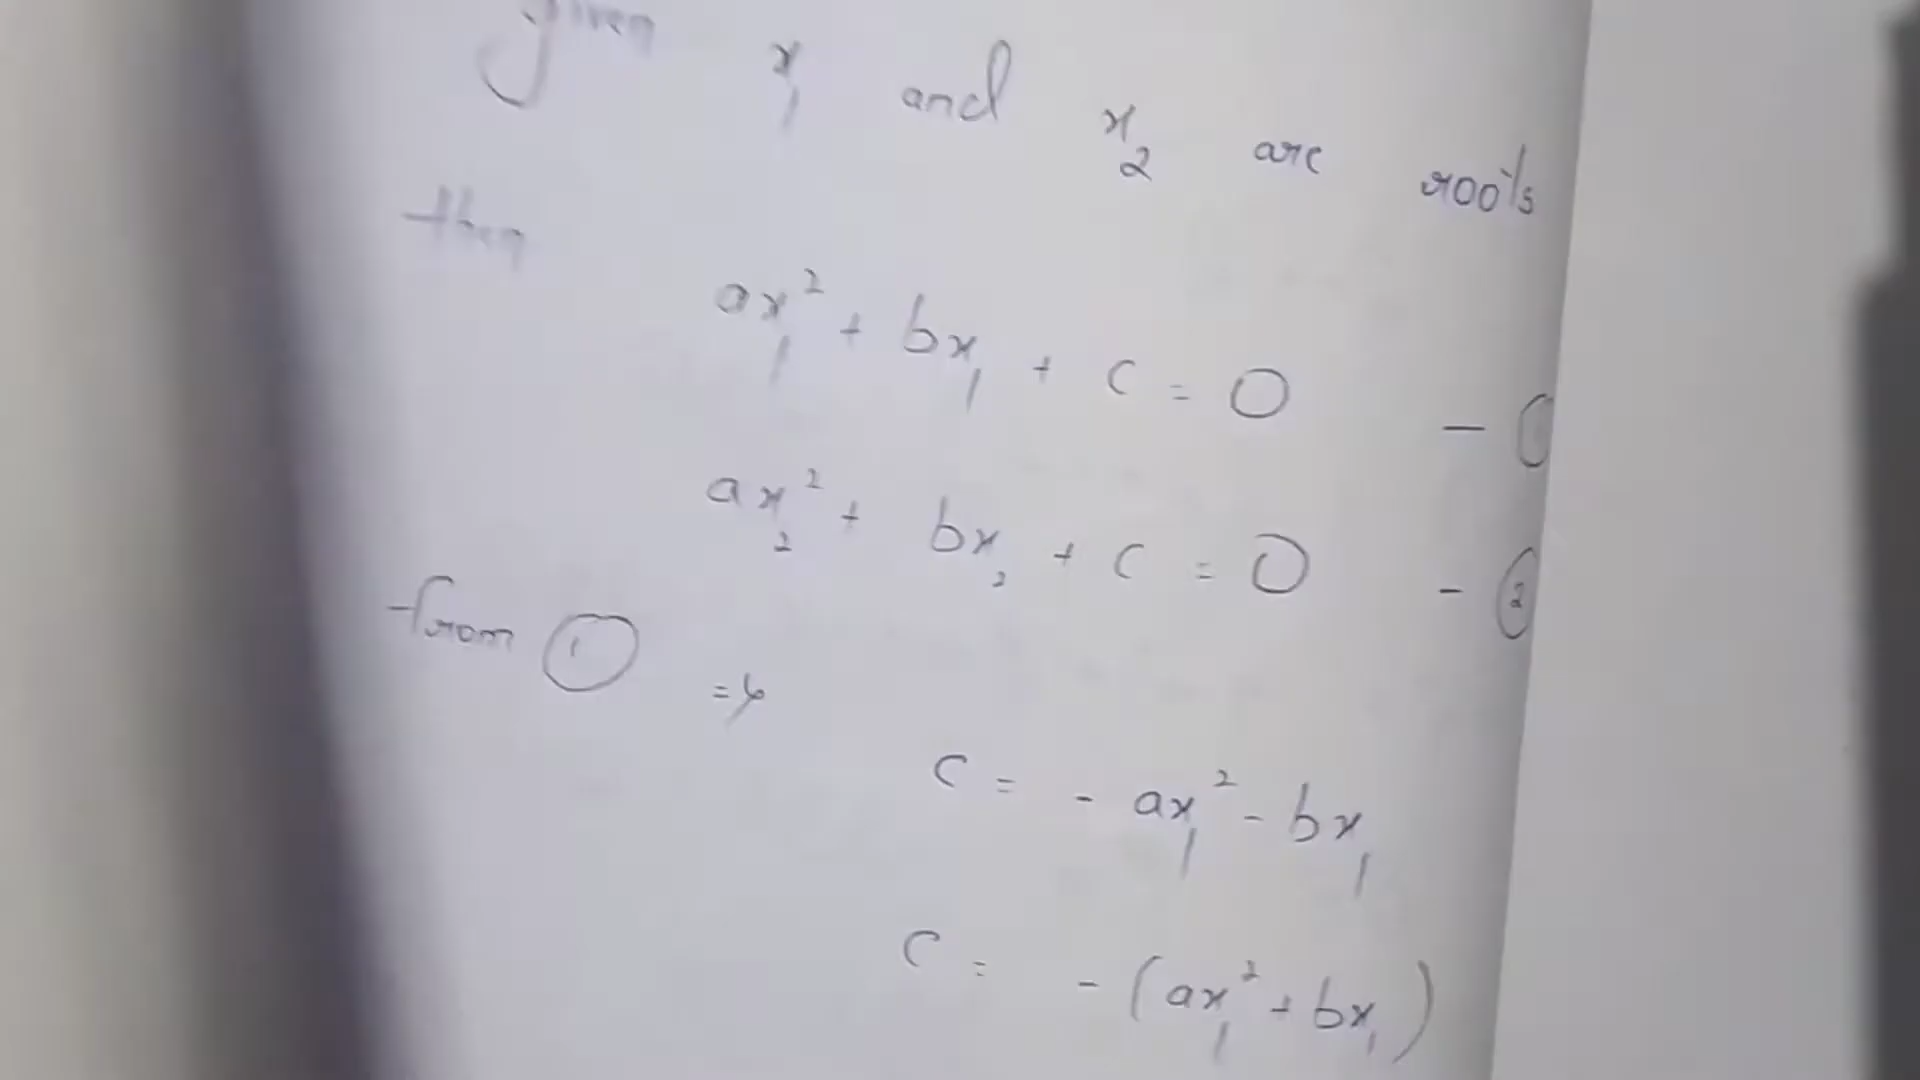 given x₁ and x₂ are roots
then
ax₁² + bx₁ + c = 0 - ①
ax₂² + bx₂ + c = 0 - ②
from ① =>
c = - ax₁² - bx₁
c = - (ax₁² + bx₁)